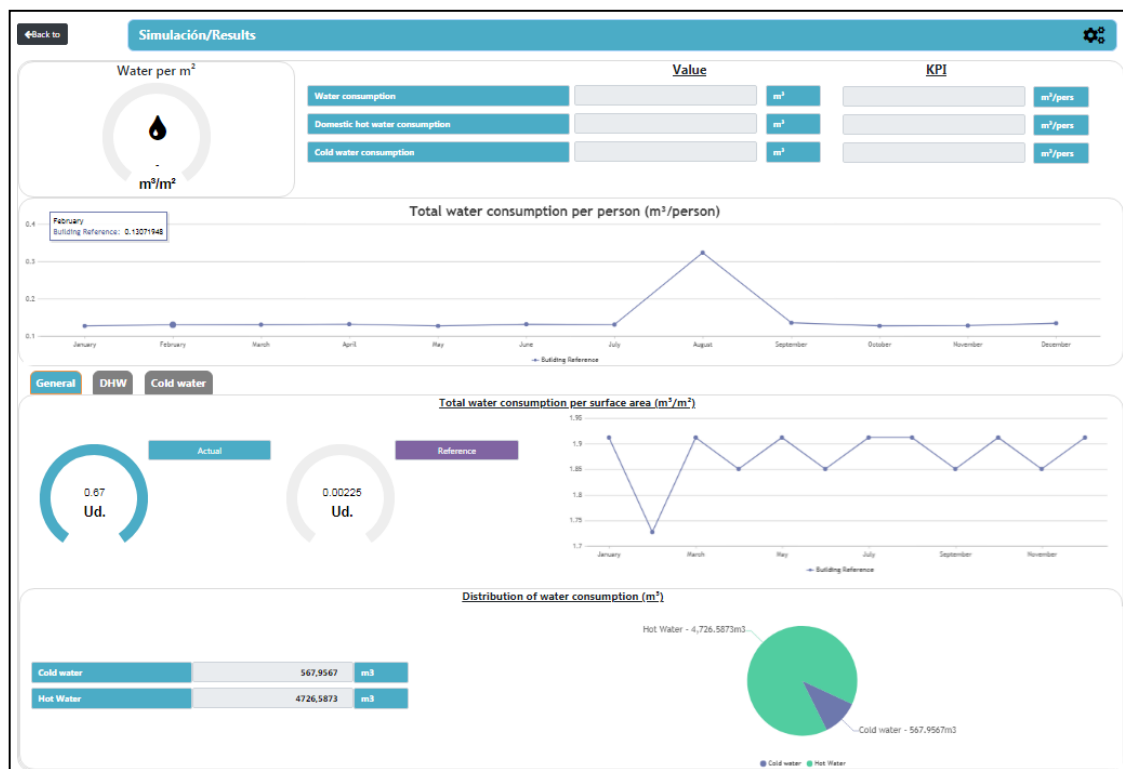 Back to
Simulación/Results
Water per m²
-
m³/m²
Value KPI
Water consumption m³ m³/pers
Domestic hot water consumption m³ m³/pers
Cold water consumption m³ m³/pers
Total water consumption per person (m³/person)
February
Building Reference: 0.13071948
0.4
0.3
0.2
0.1
January February March April May June July August September October November December
Building Reference
General DHW Cold water
Total water consumption per surface area (m³/m²)
Actual
0.67
Ud.
Reference
0.00225
Ud.
1.95
1.9
1.85
1.8
1.75
1.7
January March May July September November
Building Reference
Distribution of water consumption (m³)
Cold water 567,9567 m3
Hot Water 4726,5873 m3
Hot Water - 4,726.5873m3
Cold water - 567.9567m3
Cold water Hot Water